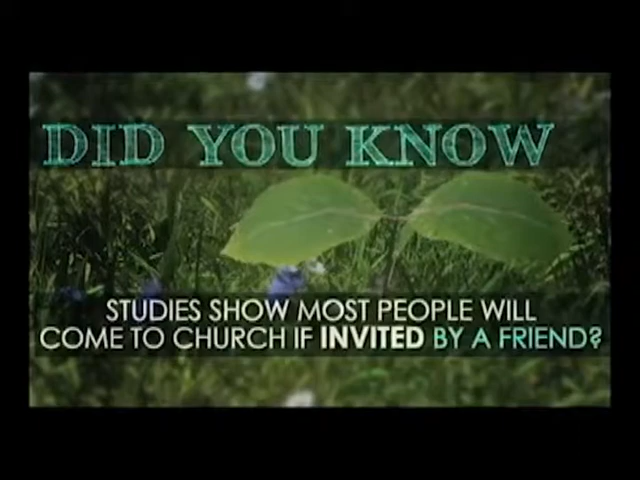 DID YOU KNOW
STUDIES SHOW MOST PEOPLE WILL
COME TO CHURCH IF INVITED BY A FRIEND?